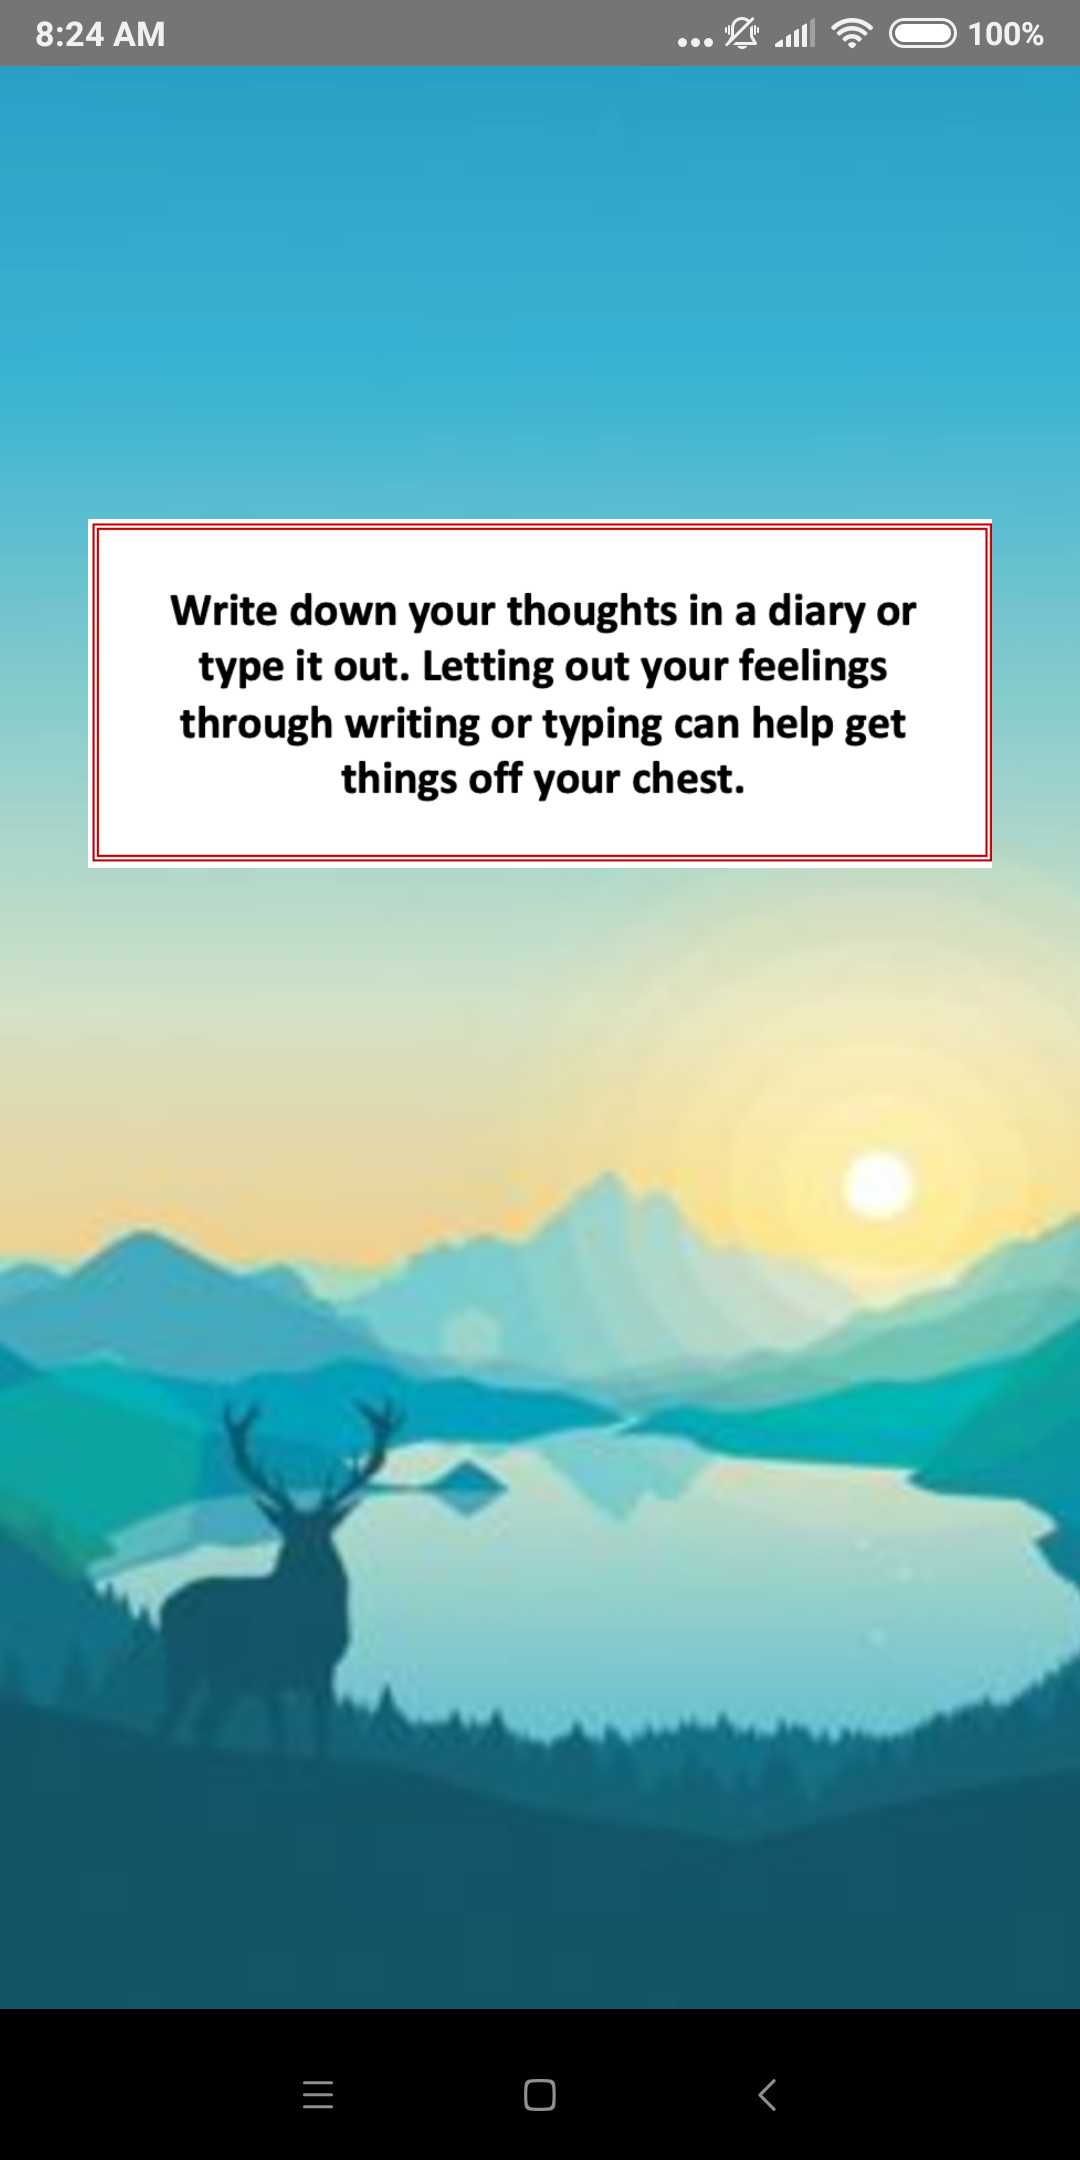 8:24 AM
100%
Write down your thoughts in a diary or
type it out. Letting out your feelings
through writing or typing can help get
things off your chest.